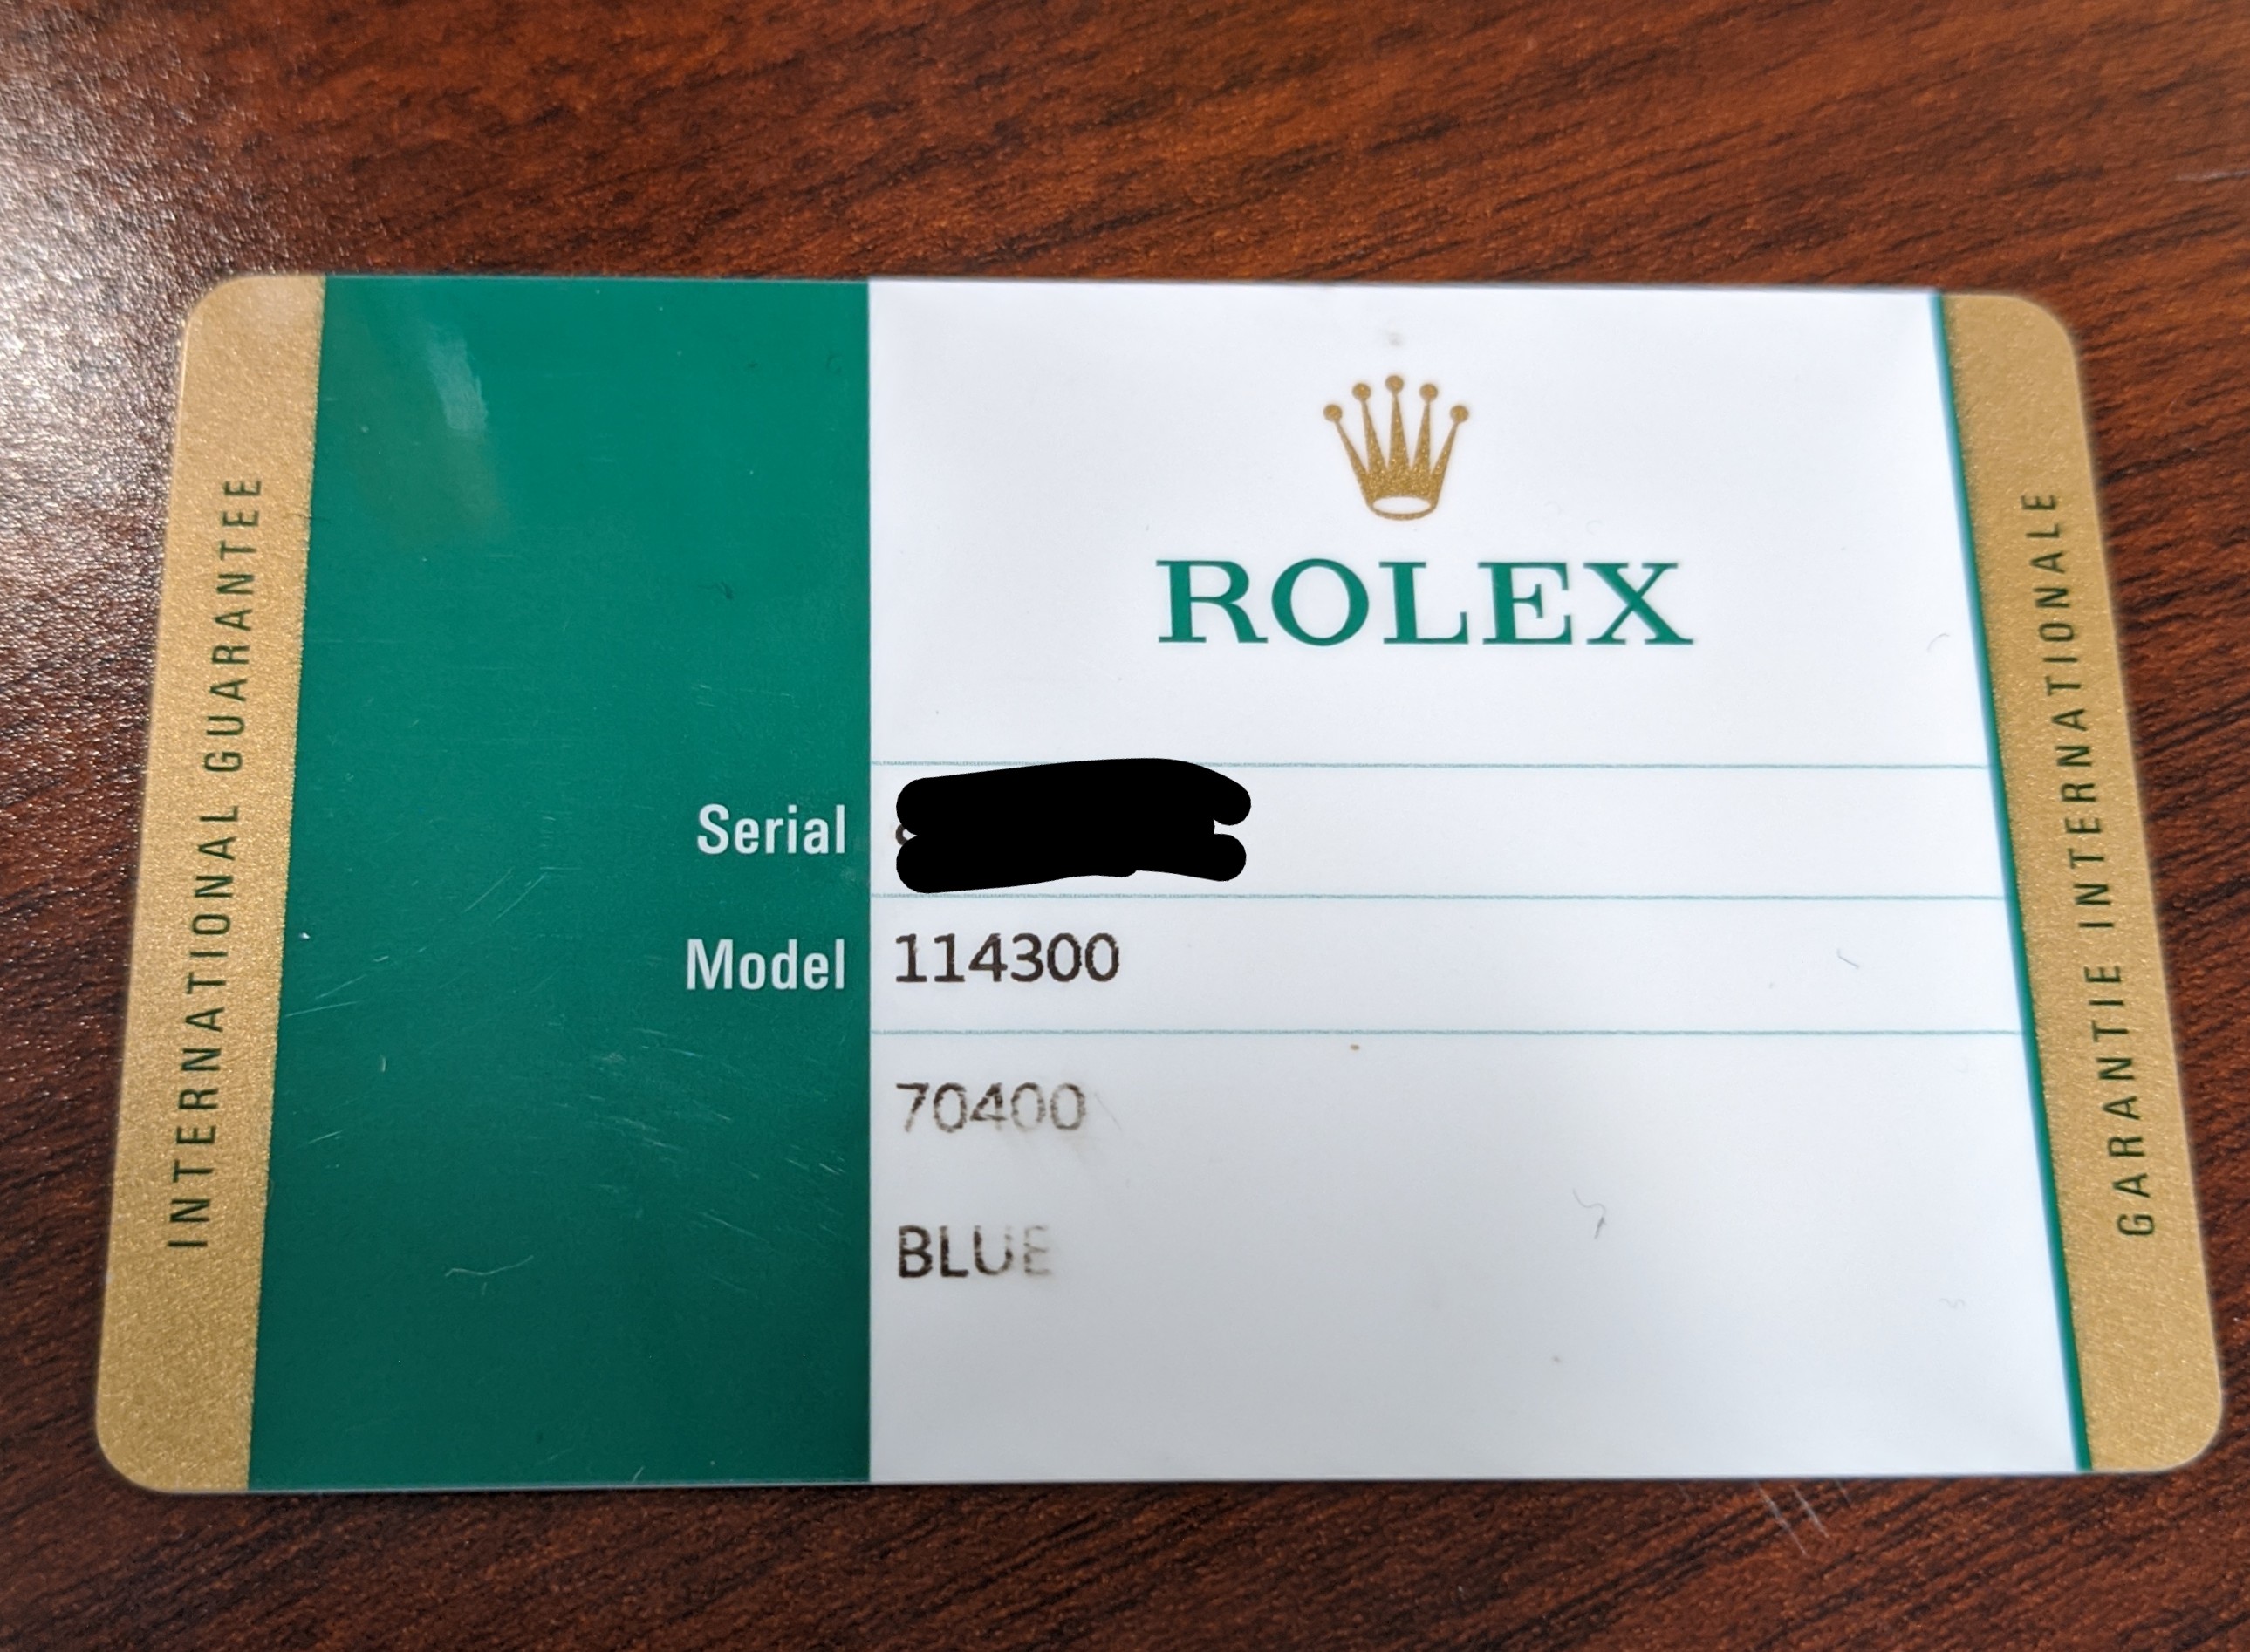 INTERNATIONAL GUARANTEE
ROLEX
Serial
Model 114300
70400
BLUE
GARANTIE INTERNATIONALE